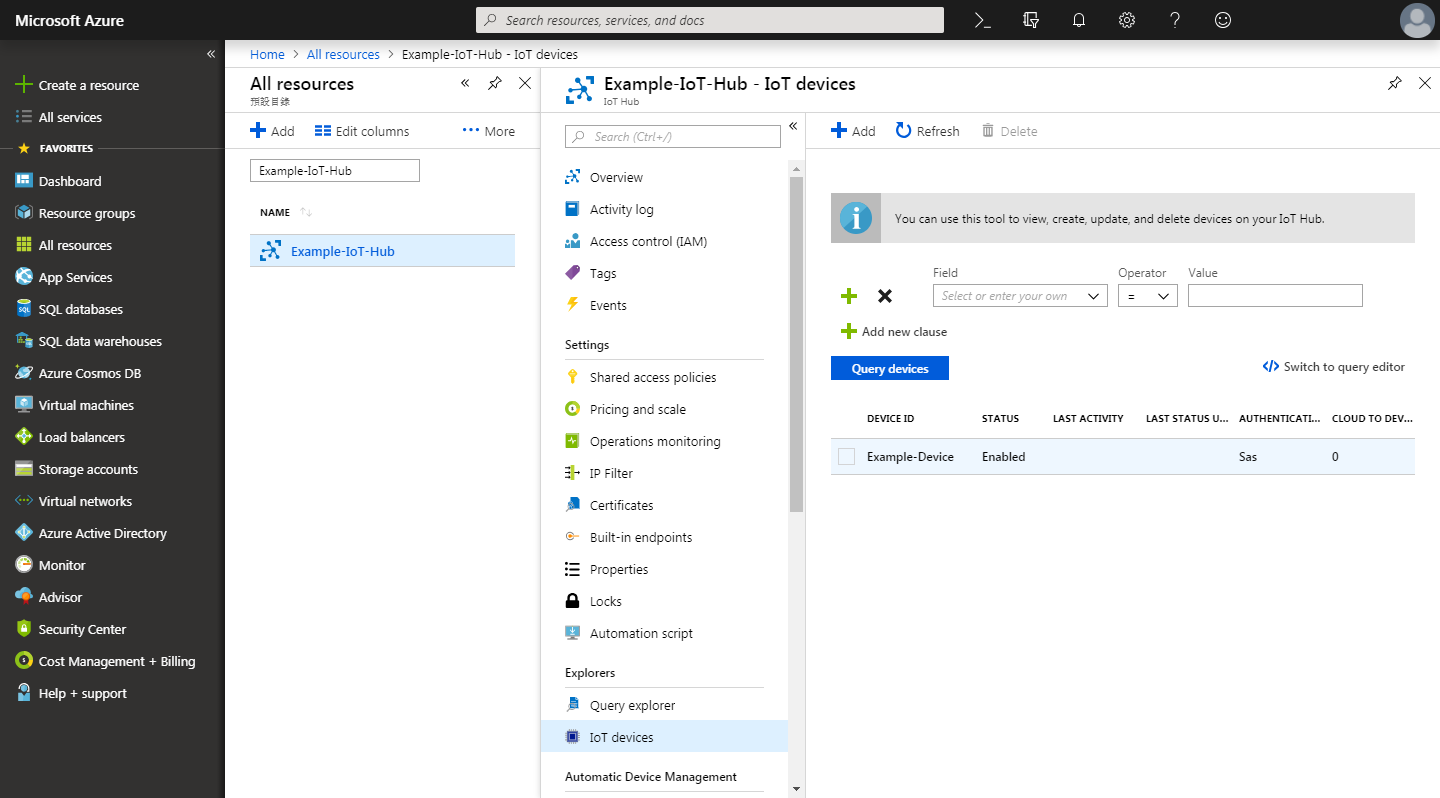 Microsoft Azure
Search resources, services, and docs
Create a resource
All services
FAVORITES
Dashboard
Resource groups
All resources
App Services
SQL databases
SQL data warehouses
Azure Cosmos DB
Virtual machines
Load balancers
Storage accounts
Virtual networks
Azure Active Directory
Monitor
Advisor
Security Center
Cost Management + Billing
Help + support
Home > All resources > Example-IoT-Hub - IoT devices
All resources
預設目錄
Add Edit columns More
Example-IoT-Hub
NAME
Example-IoT-Hub
Example-IoT-Hub - IoT devices
IoT Hub
Search (Ctrl+/)
Overview
Activity log
Access control (IAM)
Tags
Events
Settings
Shared access policies
Pricing and scale
Operations monitoring
IP Filter
Certificates
Built-in endpoints
Properties
Locks
Automation script
Explorers
Query explorer
IoT devices
Automatic Device Management
Add Refresh Delete
You can use this tool to view, create, update, and delete devices on your IoT Hub.
Field Operator Value
Select or enter your own =
Add new clause
Query devices Switch to query editor
DEVICE ID STATUS LAST ACTIVITY LAST STATUS U... AUTHENTICATI... CLOUD TO DEV...
Example-Device Enabled Sas 0